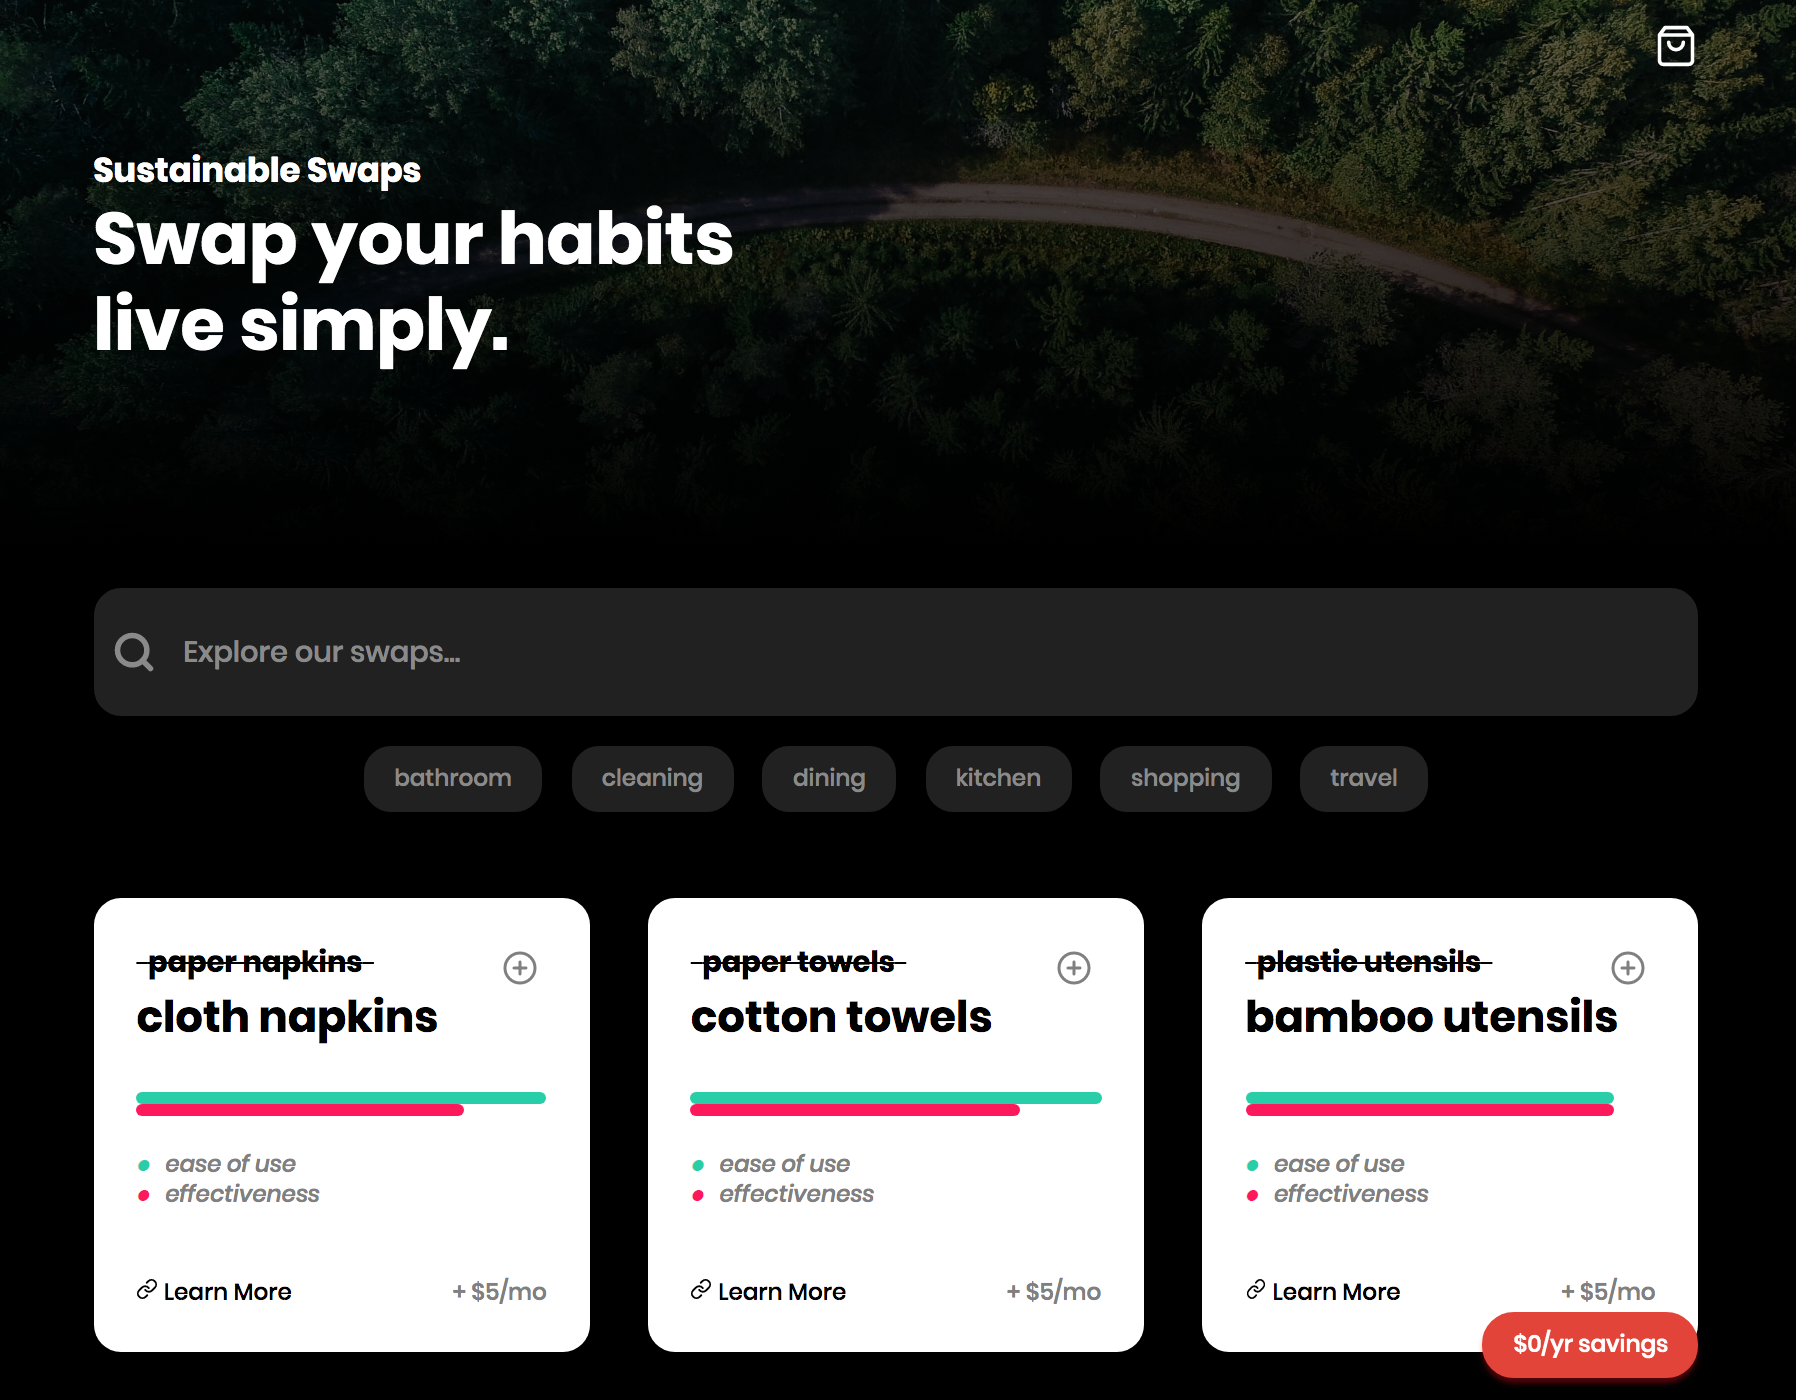 Sustainable Swaps
Swap your habits
live simply.
Explore our swaps...
bathroom
cleaning
dining
kitchen
shopping
travel
paper napkins
cloth napkins
ease of use
effectiveness
Learn More
+ $5/mo
paper towels
cotton towels
ease of use
effectiveness
Learn More
+ $5/mo
plastic utensils
bamboo utensils
ease of use
effectiveness
Learn More
+ $5/mo
$0/yr savings